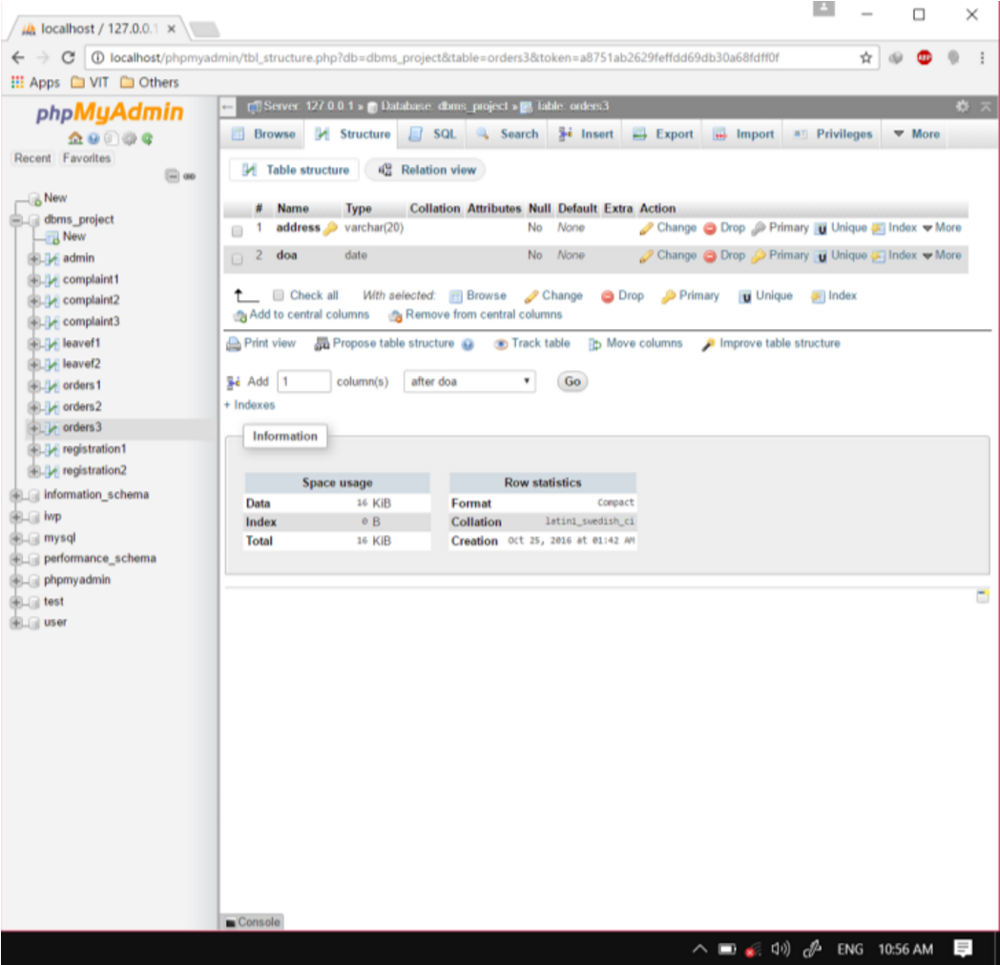 localhost / 127.0.0.1
localhost/phpmyadmin/tbl_structure.php?db=dbms_project&table=orders3&token=a8751ab2629feffdd69db30a68fdff0f
Apps VIT Others
phpMyAdmin
Recent Favorites
New
dbms_project
New
admin
complaint1
complaint2
complaint3
leavef1
leavef2
orders1
orders2
orders3
registration1
registration2
information_schema
iwp
mysql
performance_schema
phpmyadmin
test
user
Server: 127.0.0.1 » Database: dbms_project » Table: orders3
Browse Structure SQL Search Insert Export Import Privileges More
Table structure Relation view
# Name Type Collation Attributes Null Default Extra Action
1 address varchar(20) No None Change Drop Primary Unique Index More
2 doa date No None Change Drop Primary Unique Index More
Check all With selected: Browse Change Drop Primary Unique Index
Add to central columns Remove from central columns
Print view Propose table structure Track table Move columns Improve table structure
Add 1 column(s) after doa Go
+ Indexes
Information
Space usage
Data 16 KiB
Index 0 B
Total 16 KiB
Row statistics
Format Compact
Collation latin1_swedish_ci
Creation Oct 25, 2016 at 01:42 AM
Console
ENG 10:56 AM